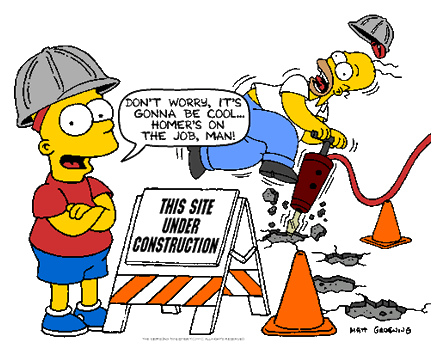 DON'T WORRY, IT'S
GONNA BE COOL...
HOMER'S ON
THE JOB, MAN!
THIS SITE
UNDER
CONSTRUCTION
MATT GROENING